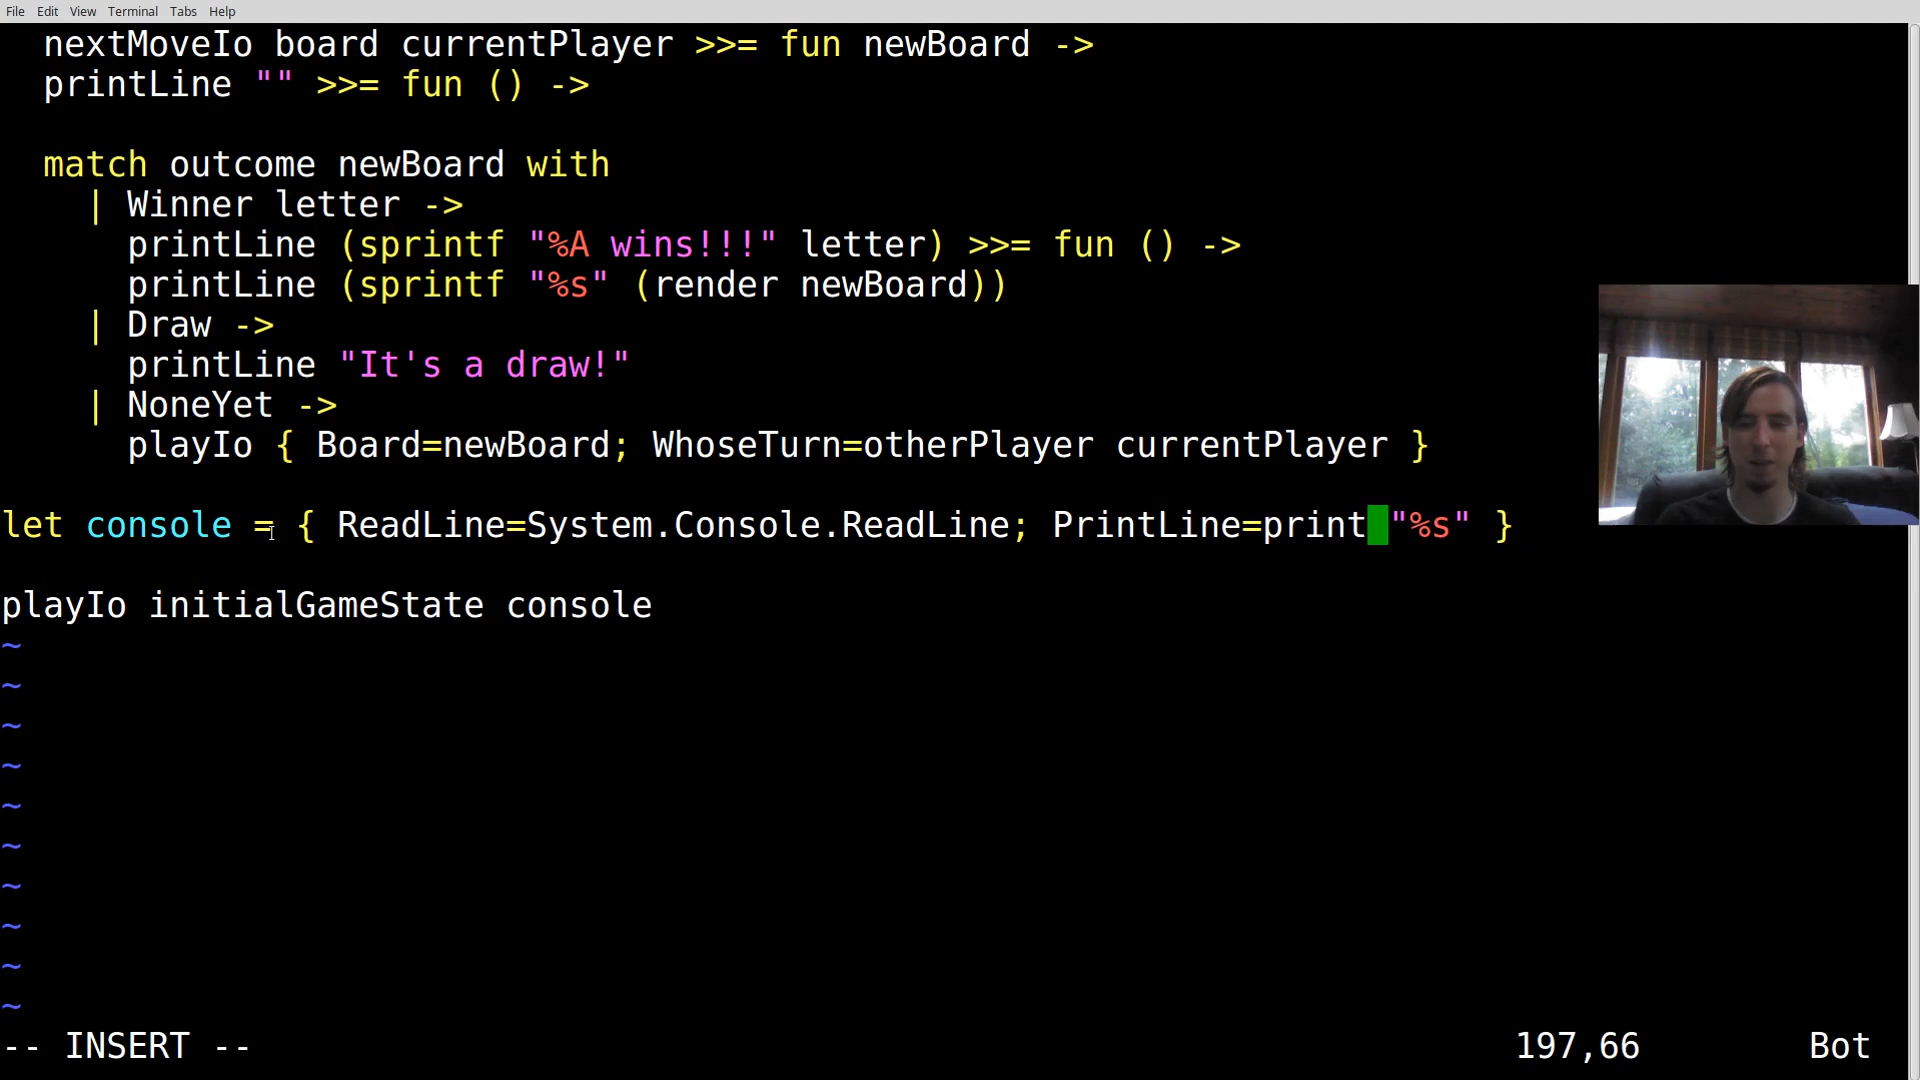 File Edit View Terminal Tabs Help
nextMoveIo board currentPlayer >>= fun newBoard ->
printLine "" >>= fun () ->
match outcome newBoard with
| Winner letter ->
printLine (sprintf "%A wins!!!" letter) >>= fun () ->
printLine (sprintf "%s" (render newBoard))
| Draw ->
printLine "It's a draw!"
| NoneYet ->
playIo { Board=newBoard; WhoseTurn=otherPlayer currentPlayer }
let console = { ReadLine=System.Console.ReadLine; PrintLine=print "%s" }
playIo initialGameState console
~
~
~
~
~
~
~
~
~
~
-- INSERT -- 197,66 Bot